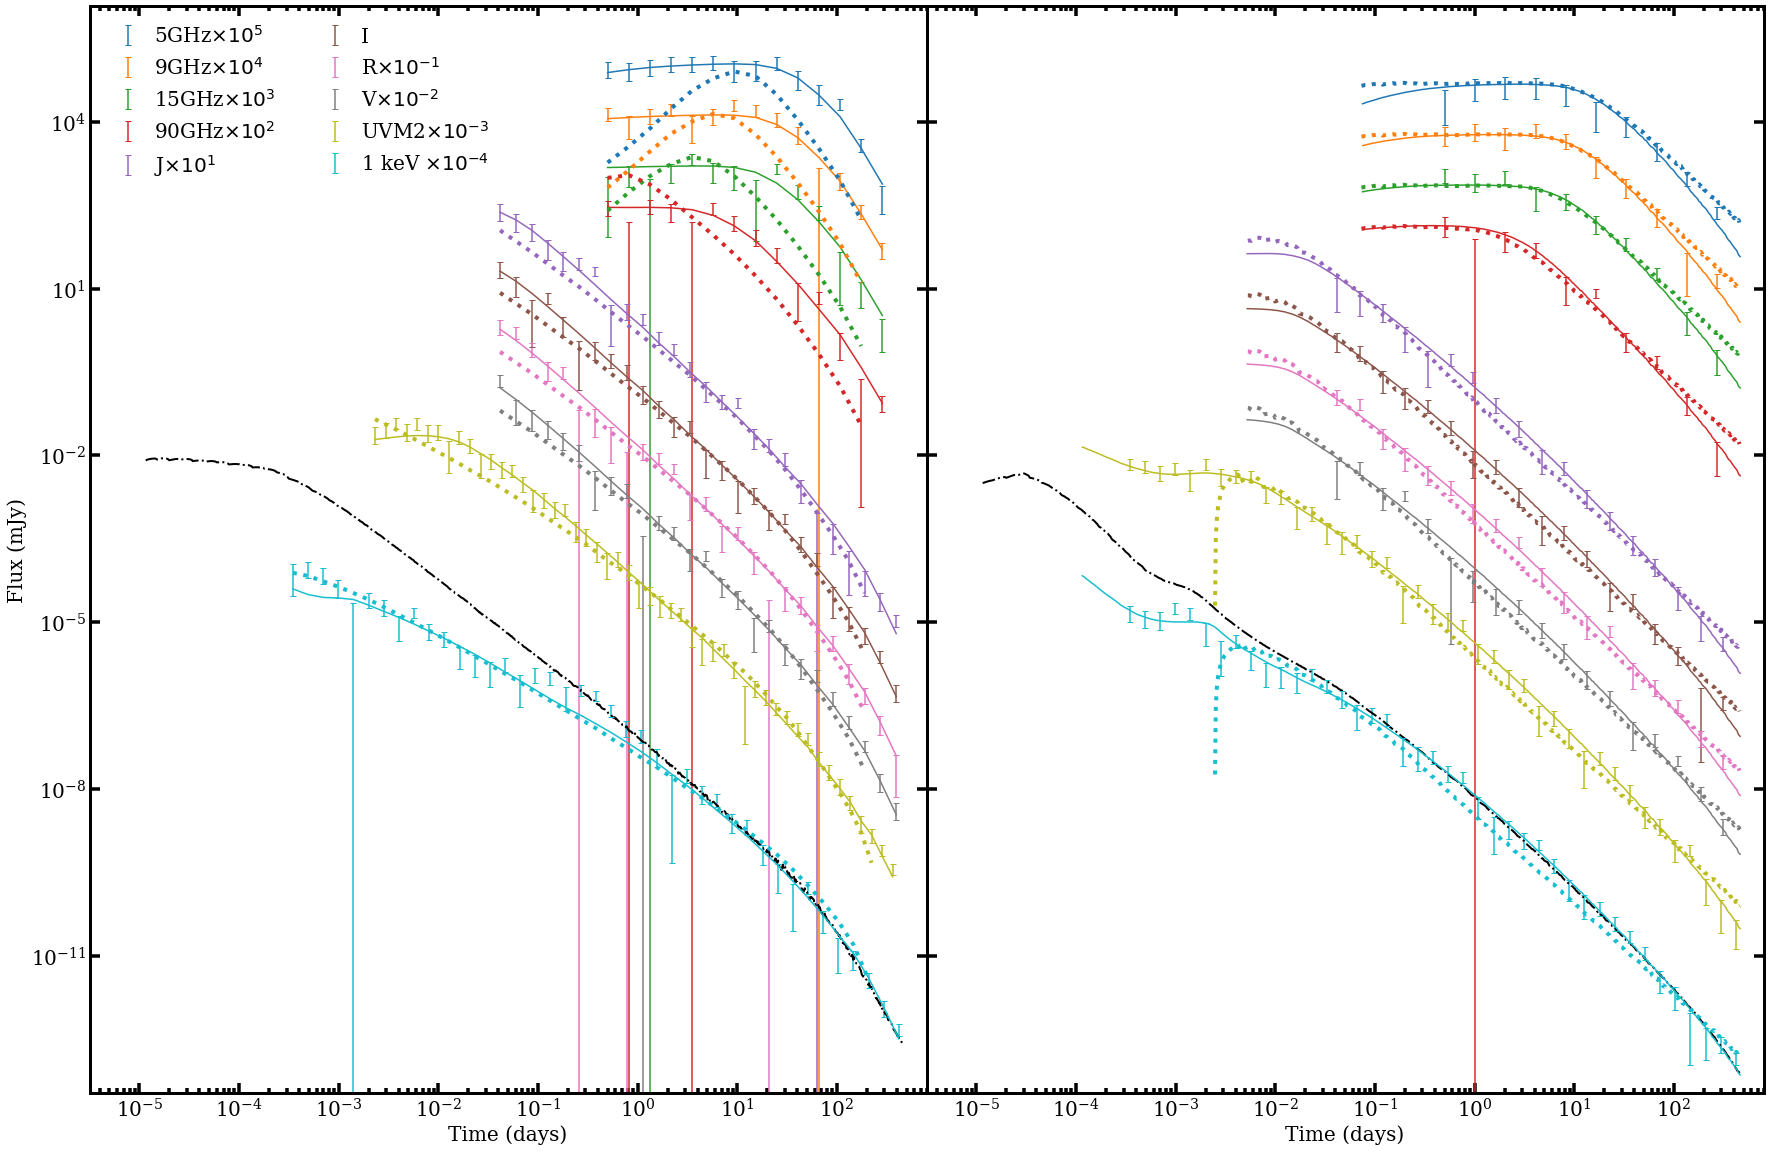 5GHz×10⁵
9GHz×10⁴
15GHz×10³
90GHz×10²
J×10¹
I
R×10⁻¹
V×10⁻²
UVM2×10⁻³
1 keV ×10⁻⁴
Flux (mJy)
10⁴
10¹
10⁻²
10⁻⁵
10⁻⁸
10⁻¹¹
10⁻⁵ 10⁻⁴ 10⁻³ 10⁻² 10⁻¹ 10⁰ 10¹ 10²
Time (days)
10⁻⁵ 10⁻⁴ 10⁻³ 10⁻² 10⁻¹ 10⁰ 10¹ 10²
Time (days)